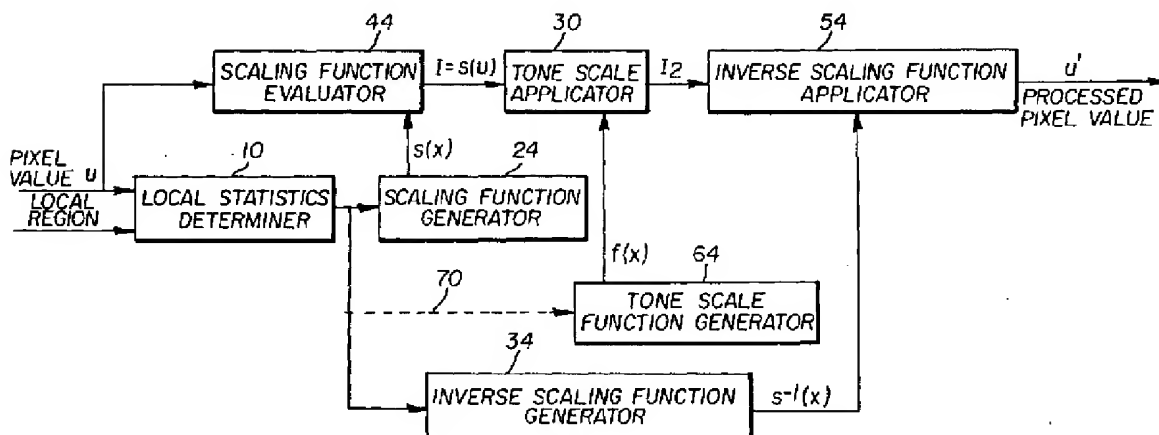 44
SCALING FUNCTION
EVALUATOR
I=s(u)
30
TONE SCALE
APPLICATOR
I2
54
INVERSE SCALING FUNCTION
APPLICATOR
u'
PROCESSED
PIXEL VALUE
PIXEL
VALUE u
LOCAL
REGION
10
LOCAL STATISTICS
DETERMINER
s(x)
24
SCALING FUNCTION
GENERATOR
f(x)
64
TONE SCALE
FUNCTION GENERATOR
70
34
INVERSE SCALING FUNCTION
GENERATOR
s-1(x)